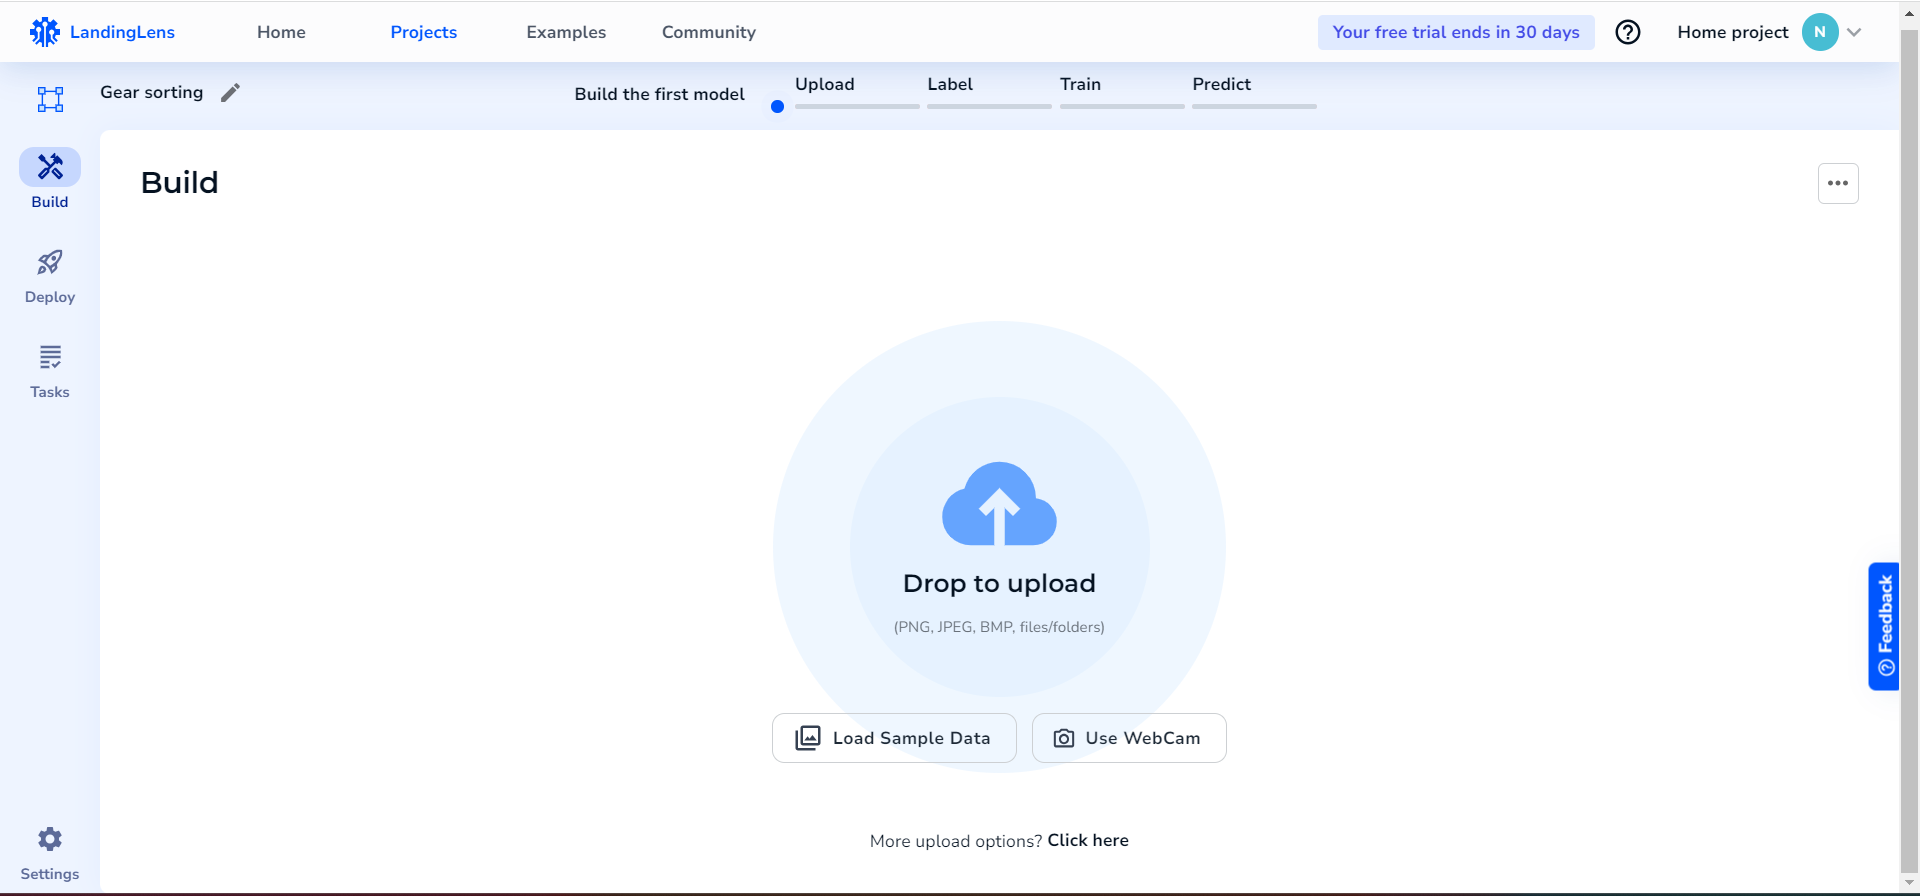 LandingLens
Home
Projects
Examples
Community
Your free trial ends in 30 days
Home project
N
Gear sorting
Build the first model
Upload
Label
Train
Predict
Build
Deploy
Tasks
Settings
Build
Drop to upload
(PNG, JPEG, BMP, files/folders)
Load Sample Data
Use WebCam
More upload options? Click here
Feedback